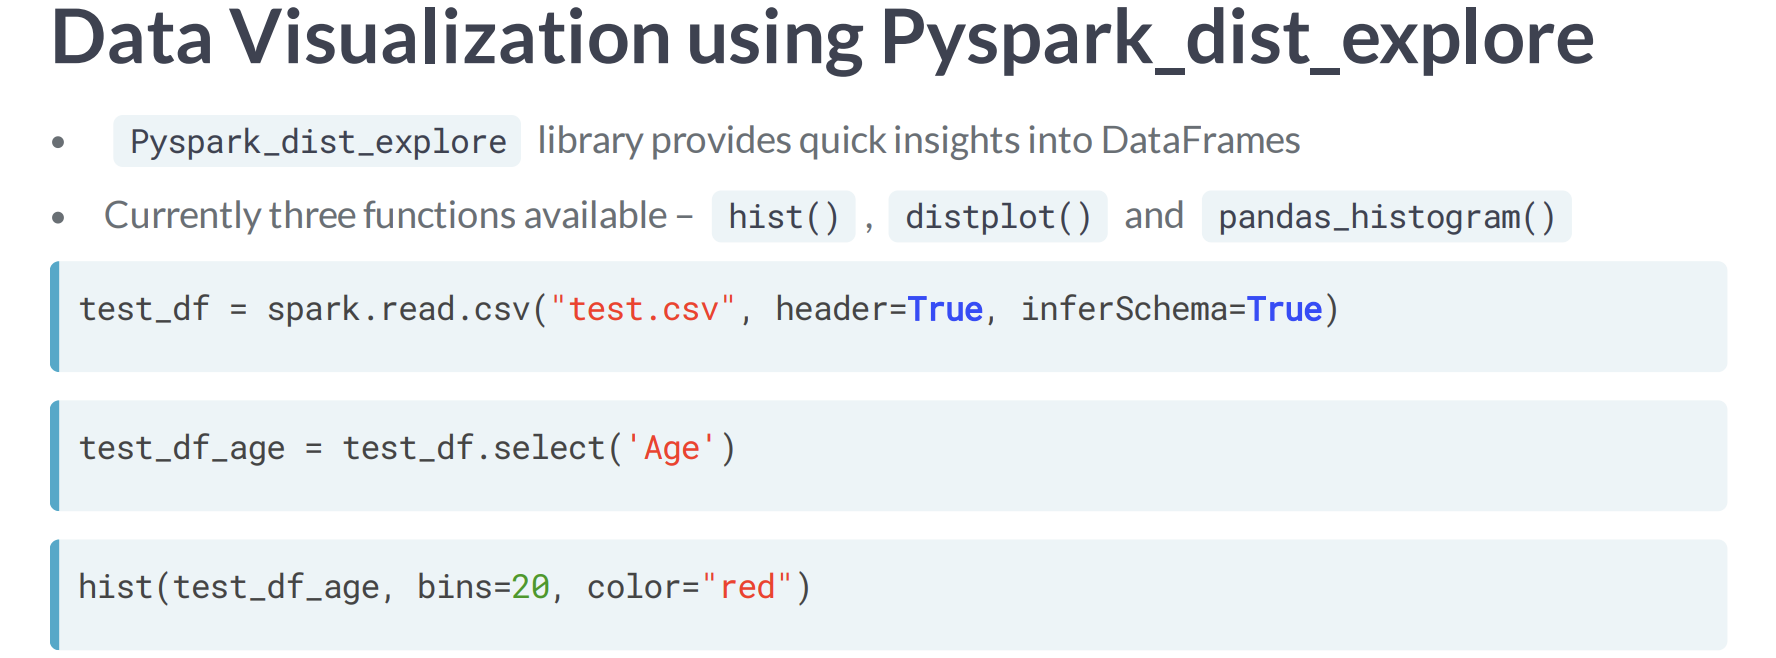 Data Visualization using Pyspark_dist_explore
• Pyspark_dist_explore library provides quick insights into DataFrames
• Currently three functions available – hist() , distplot() and pandas_histogram()
test_df = spark.read.csv("test.csv", header=True, inferSchema=True)
test_df_age = test_df.select('Age')
hist(test_df_age, bins=20, color="red")